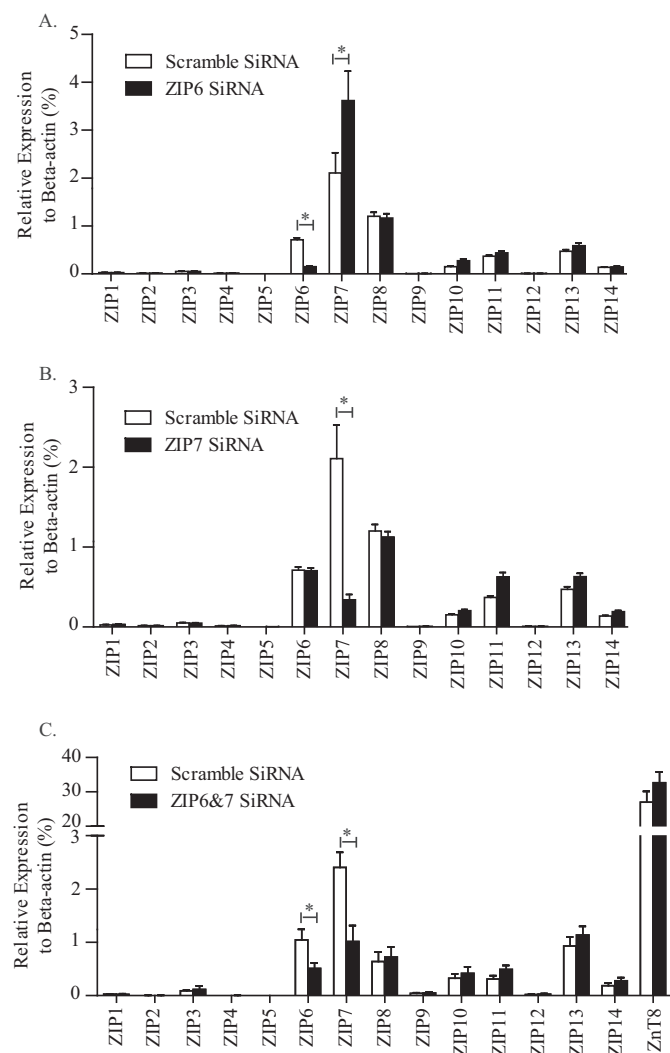 A.
Relative Expression
to Beta-actin (%)
5
4
3
2
1
0
Scramble SiRNA
ZIP6 SiRNA
*
*
ZIP1
ZIP2
ZIP3
ZIP4
ZIP5
ZIP6
ZIP7
ZIP8
ZIP9
ZIP10
ZIP11
ZIP12
ZIP13
ZIP14
B.
Relative Expression
to Beta-actin (%)
3
2
1
0
Scramble SiRNA
ZIP7 SiRNA
*
ZIP1
ZIP2
ZIP3
ZIP4
ZIP5
ZIP6
ZIP7
ZIP8
ZIP9
ZIP10
ZIP11
ZIP12
ZIP13
ZIP14
C.
Relative Expression
to Beta-actin (%)
40
30
20
3
2
1
0
Scramble SiRNA
ZIP6&7 SiRNA
*
*
ZIP1
ZIP2
ZIP3
ZIP4
ZIP5
ZIP6
ZIP7
ZIP8
ZIP9
ZIP10
ZIP11
ZIP12
ZIP13
ZIP14
ZnT8